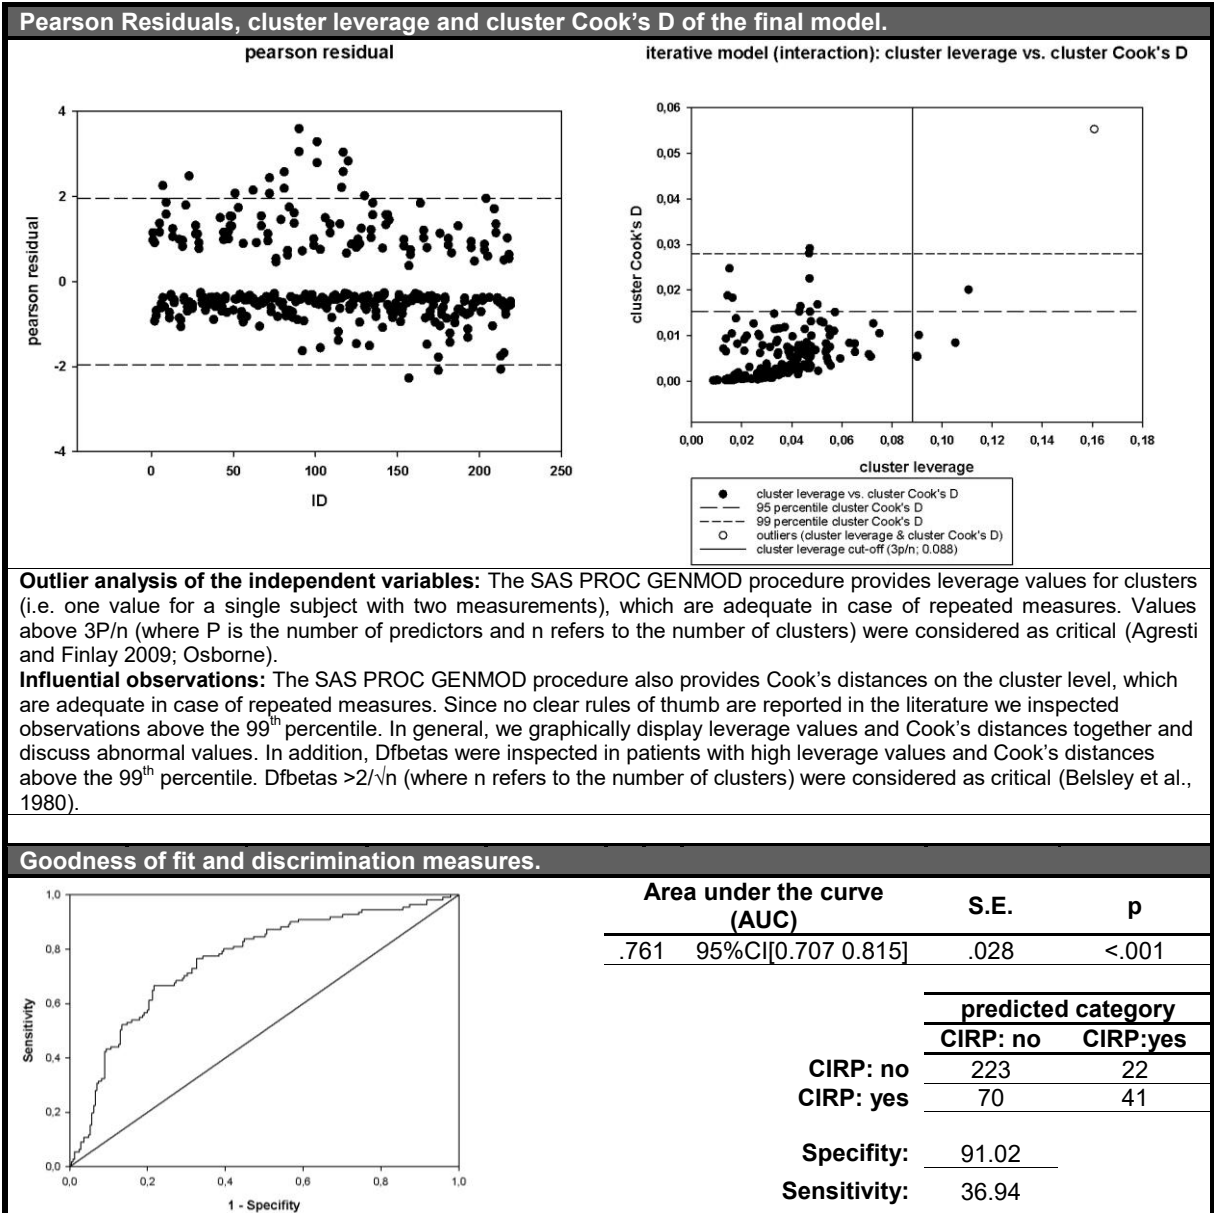 Pearson Residuals, cluster leverage and cluster Cook's D of the final model.
pearson residual
4
2
0
-2
-4
pearson residual
0 50 100 150 200 250
ID
iterative model (interaction): cluster leverage vs. cluster Cook's D
0,06
0,05
0,04
0,03
0,02
0,01
0,00
cluster Cook's D
0,00 0,02 0,04 0,06 0,08 0,10 0,12 0,14 0,16 0,18
cluster leverage
cluster leverage vs. cluster Cook's D
95 percentile cluster Cook's D
99 percentile cluster Cook's D
outliers (cluster leverage & cluster Cook's D)
cluster leverage cut-off (3p/n; 0.088)
Outlier analysis of the independent variables: The SAS PROC GENMOD procedure provides leverage values for clusters
(i.e. one value for a single subject with two measurements), which are adequate in case of repeated measures. Values
above 3P/n (where P is the number of predictors and n refers to the number of clusters) were considered as critical (Agresti
and Finlay 2009; Osborne).
Influential observations: The SAS PROC GENMOD procedure also provides Cook's distances on the cluster level, which
are adequate in case of repeated measures. Since no clear rules of thumb are reported in the literature we inspected
observations above the 99th percentile. In general, we graphically display leverage values and Cook's distances together and
discuss abnormal values. In addition, Dfbetas were inspected in patients with high leverage values and Cook's distances
above the 99th percentile. Dfbetas >2/√n (where n refers to the number of clusters) were considered as critical (Belsley et al.,
1980).
Goodness of fit and discrimination measures.
1,0
0,8
0,6
0,4
0,2
0,0
Sensitivity
0,0 0,2 0,4 0,6 0,8 1,0
1 - Specifity
Area under the curve
(AUC) S.E. p
.761 95%CI[0.707 0.815] .028 <.001
predicted category
CIRP: no CIRP:yes
CIRP: no 223 22
CIRP: yes 70 41
Specifity: 91.02
Sensitivity: 36.94